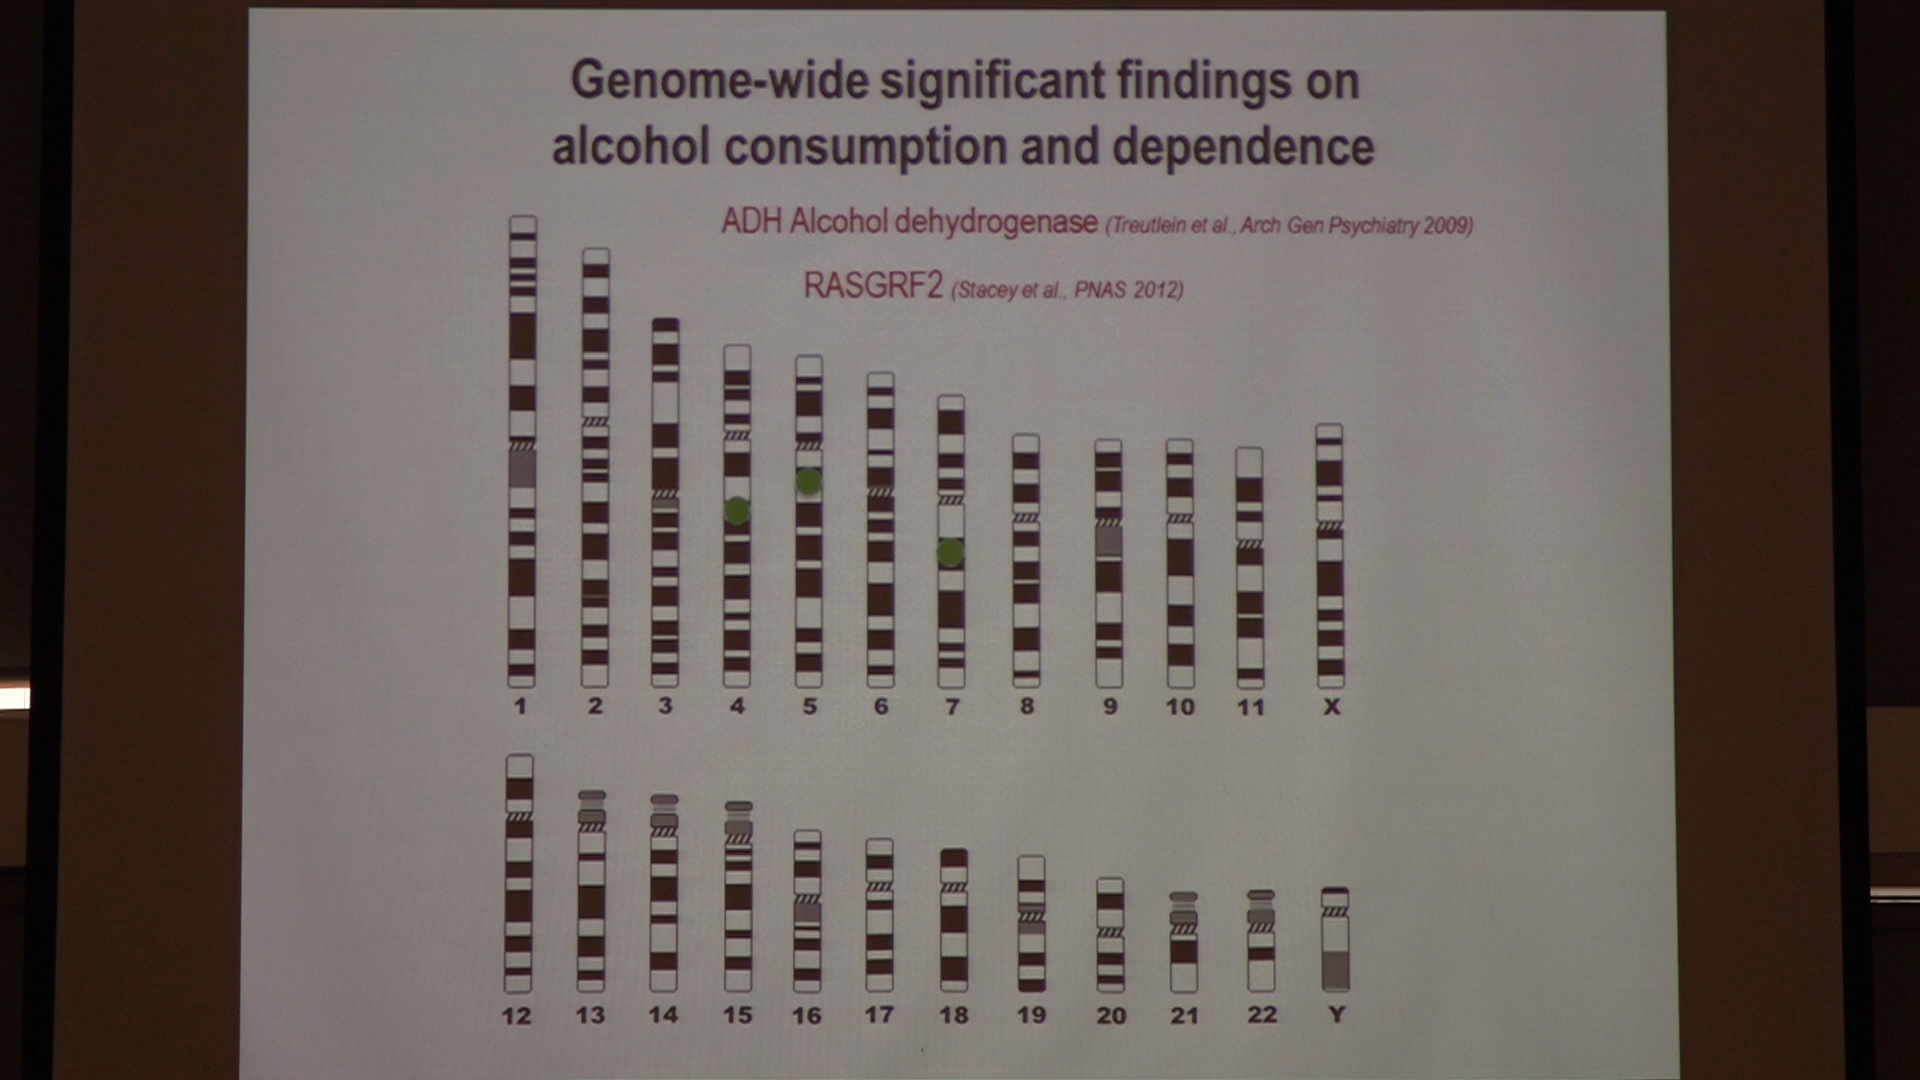 Genome-wide significant findings on
alcohol consumption and dependence
ADH Alcohol dehydrogenase (Treutlein et al., Arch Gen Psychiatry 2009)
RASGRF2 (Stacey et al., PNAS 2012)
1 2 3 4 5 6 7 8 9 10 11 X
12 13 14 15 16 17 18 19 20 21 22 Y